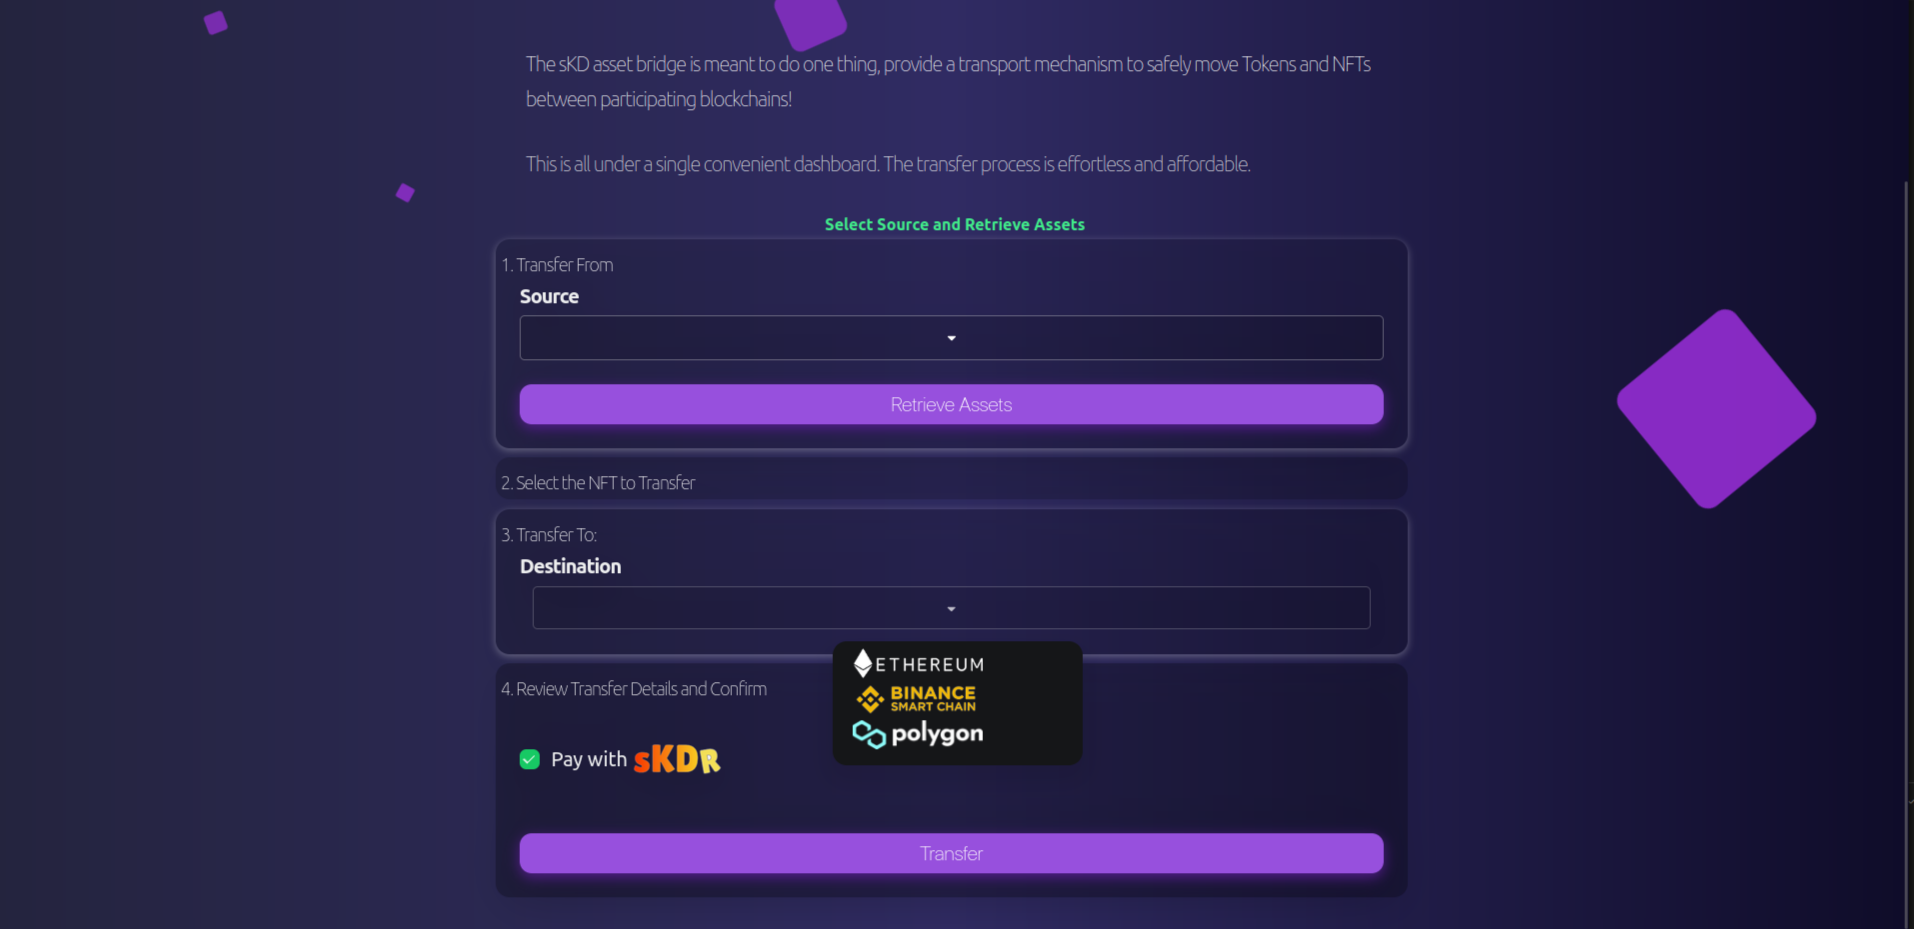 The sKD asset bridge is meant to do one thing, provide a transport mechanism to safely move Tokens and NFTs
between participating blockchains!
This is all under a single convenient dashboard. The transfer process is effortless and affordable.
Select Source and Retrieve Assets
1. Transfer From
Source
Retrieve Assets
2. Select the NFT to Transfer
3. Transfer To:
Destination
ETHEREUM
BINANCE
SMART CHAIN
polygon
4. Review Transfer Details and Confirm
Pay with sKDR
Transfer